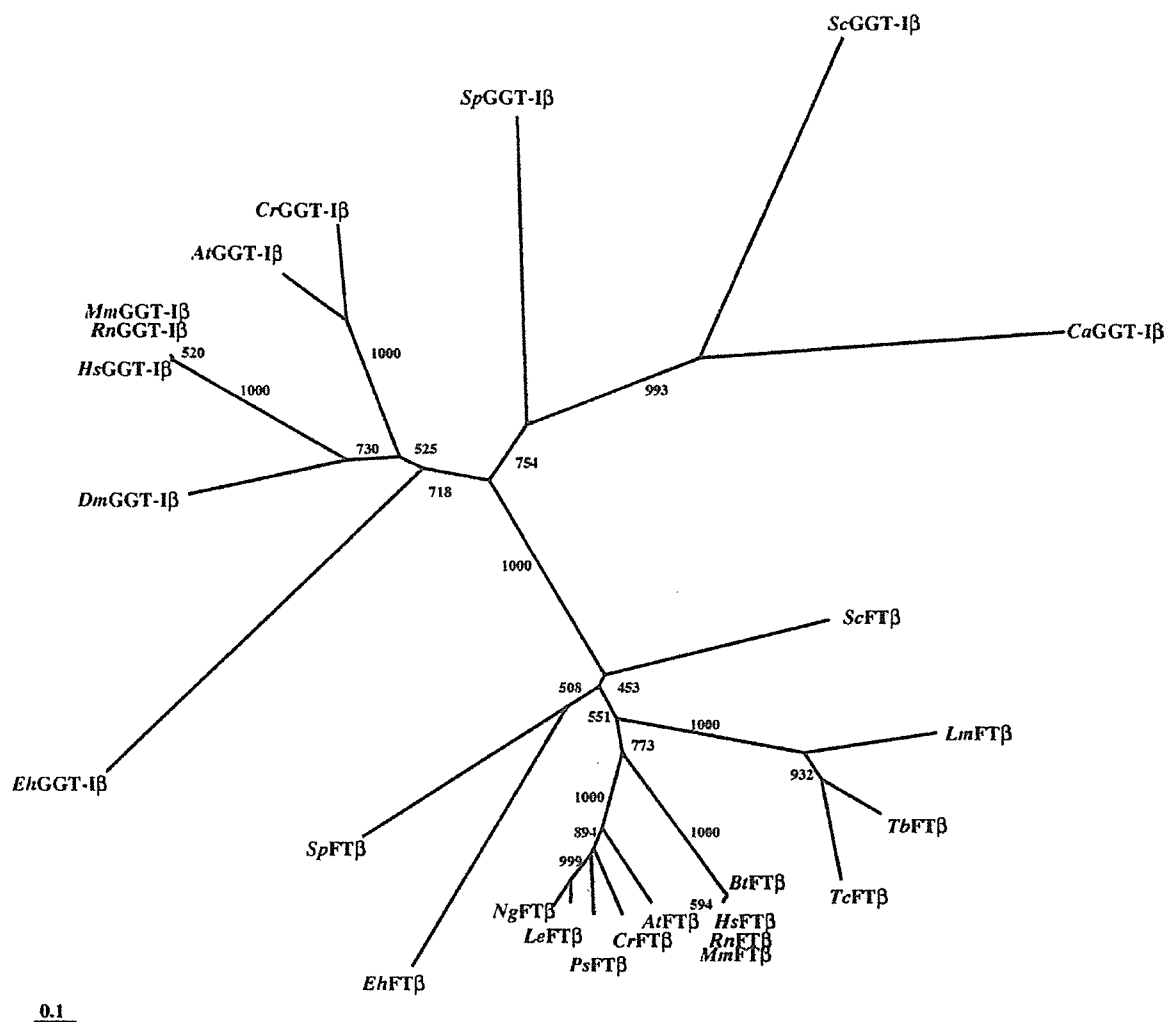 ScGGT-Iβ
SpGGT-Iβ
CrGGT-Iβ
AtGGT-Iβ
MmGGT-Iβ
RnGGT-Iβ
520
HsGGT-Iβ
1000
1000
CaGGT-Iβ
993
730
525
754
718
DmGGT-Iβ
1000
ScFTβ
508
453
551
1000
LmFTβ
773
932
EhGGT-Iβ
1000
TbFTβ
SpFTβ
894
1000
999
BtFTβ
TcFTβ
594
NgFTβ
AtFTβ
HsFTβ
LeFTβ
CrFTβ
RnFTβ
PsFTβ
MmFTβ
EhFTβ
0.1